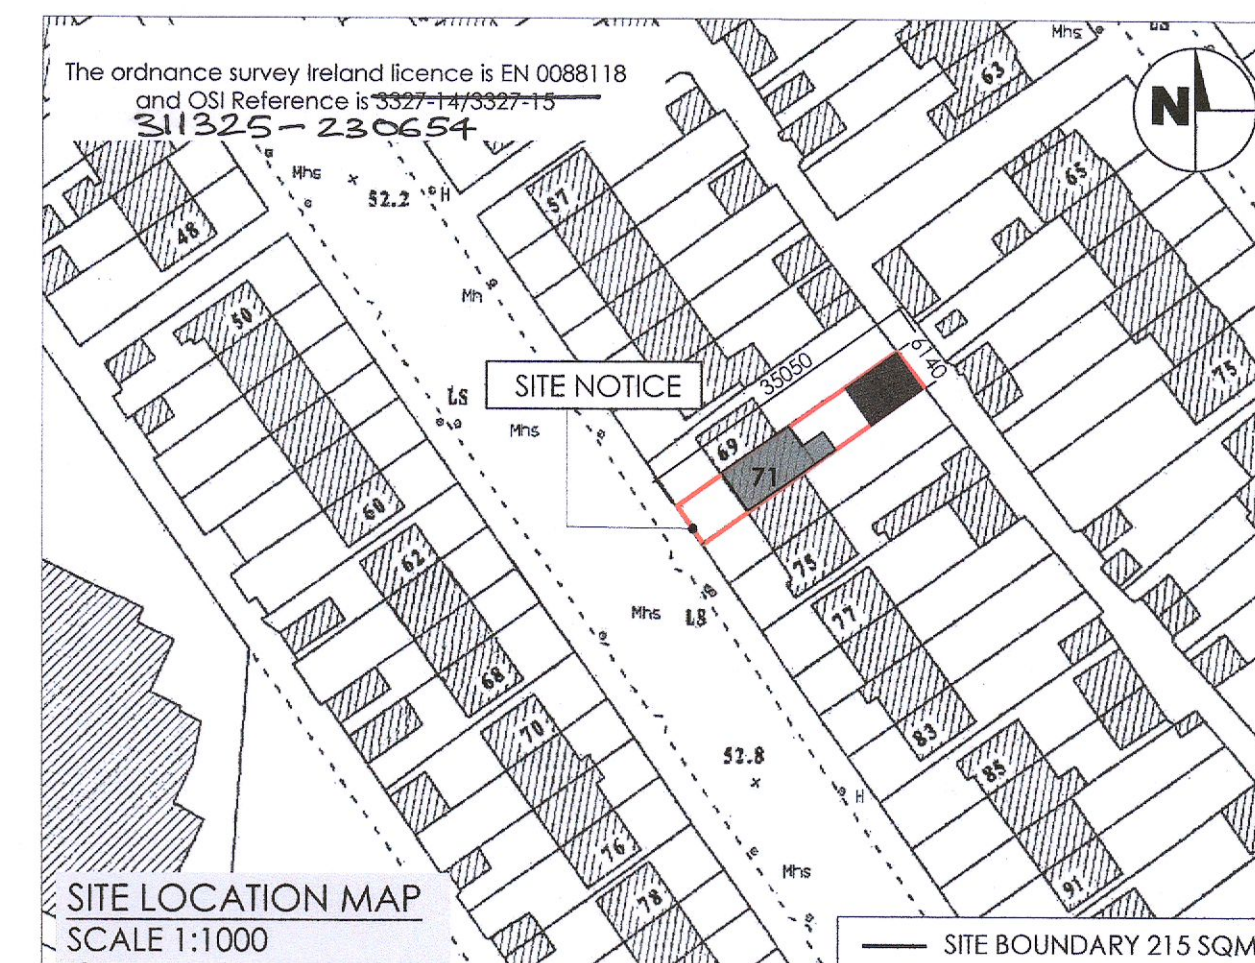 The ordnance survey Ireland licence is EN 0088118
and OSI Reference is 3327-14/3327-15
311325-230654
Mhs
LS
63
N
Mhs
52.2
H
57
65
48
Mh
50
6140
35050
SITE NOTICE
75
LS
Mhs
69
71
60
62
75
77
Mhs
LS
68
70
83
52.8
85
H
76
Mhs
91
78
SITE LOCATION MAP
SCALE 1:1000
SITE BOUNDARY 215 SQM